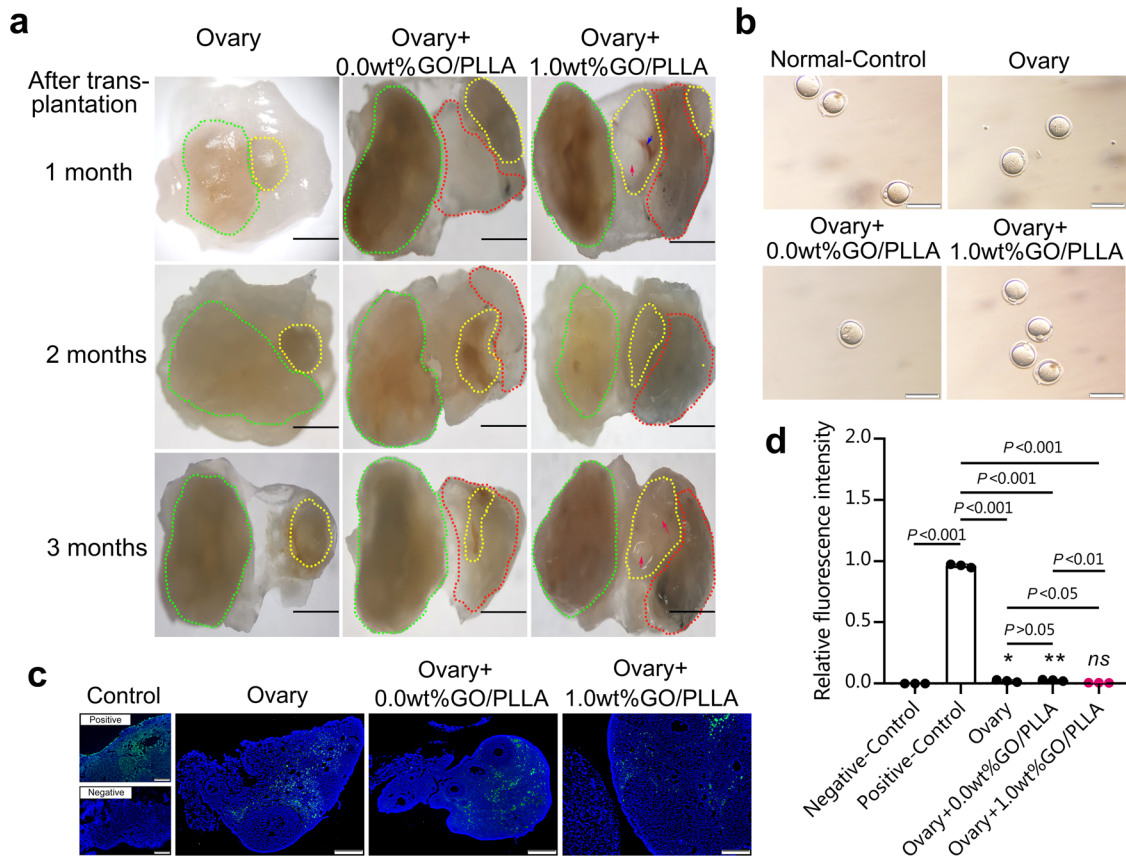 a
Ovary
Ovary+
0.0wt%GO/PLLA
Ovary+
1.0wt%GO/PLLA
After trans-
plantation
1 month
2 months
3 months
b
Normal-Control
Ovary
Ovary+
0.0wt%GO/PLLA
Ovary+
1.0wt%GO/PLLA
c
Control
Positive
Negative
Ovary
Ovary+
0.0wt%GO/PLLA
Ovary+
1.0wt%GO/PLLA
d
Relative fluorescence intensity
2.0
1.5
1.0
0.5
0.0
P<0.001
P<0.001
P<0.001
P<0.001
P<0.01
P<0.05
P>0.05
*
**
ns
Negative-Control
Positive-Control
Ovary
Ovary+0.0wt%GO/PLLA
Ovary+1.0wt%GO/PLLA